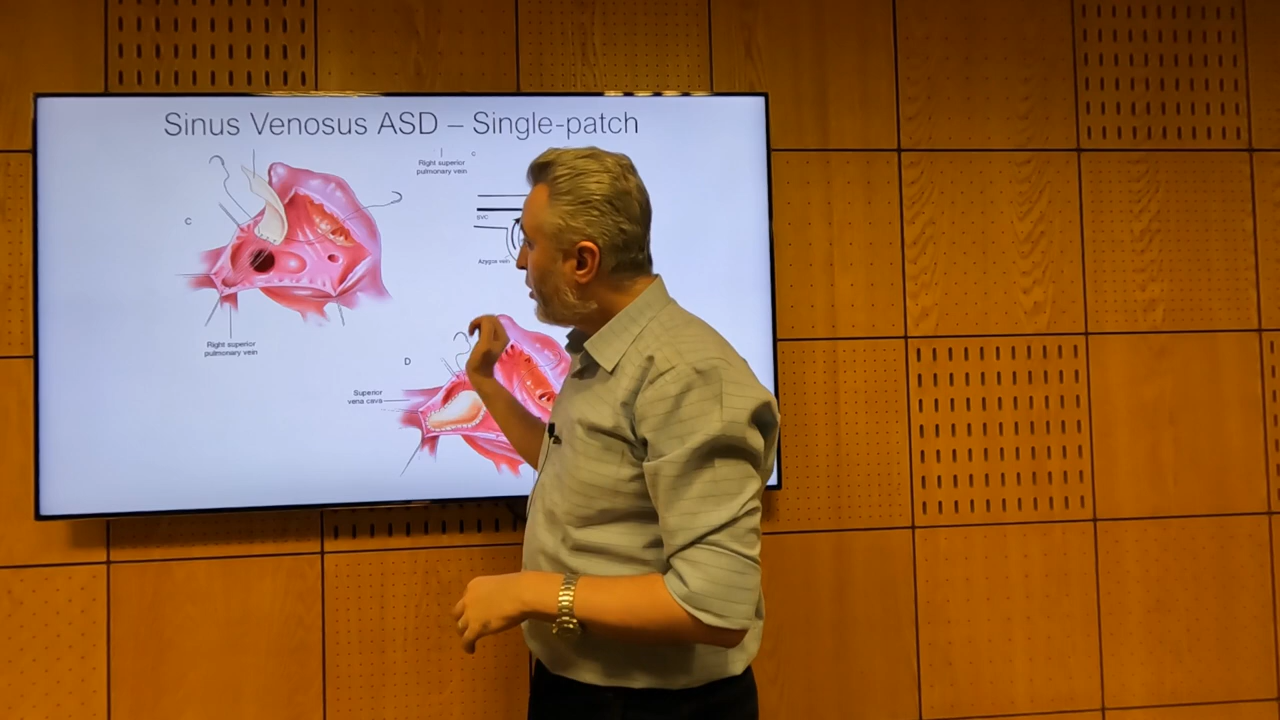 Sinus Venosus ASD – Single-patch
Right superior
pulmonary vein
C
C
SVC
Azygos vein
Right superior
pulmonary vein
D
Superior
vena cava